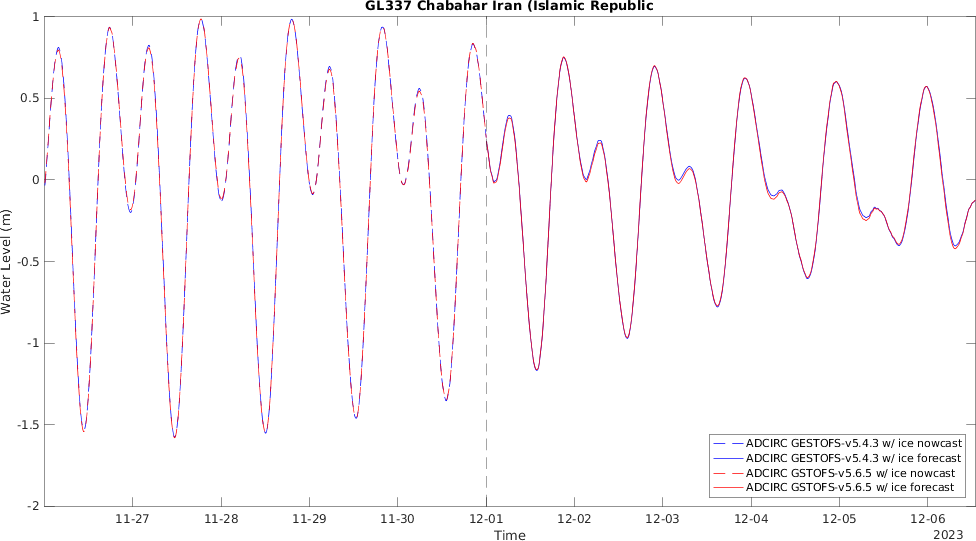 GL337 Chabahar Iran (Islamic Republic
1
0.5
0
-0.5
-1
-1.5
-2
Water Level (m)
ADCIRC GESTOFS-v5.4.3 w/ ice nowcast
ADCIRC GESTOFS-v5.4.3 w/ ice forecast
ADCIRC GSTOFS-v5.6.5 w/ ice nowcast
ADCIRC GSTOFS-v5.6.5 w/ ice forecast
11-27 11-28 11-29 11-30 12-01 12-02 12-03 12-04 12-05 12-06
Time
2023